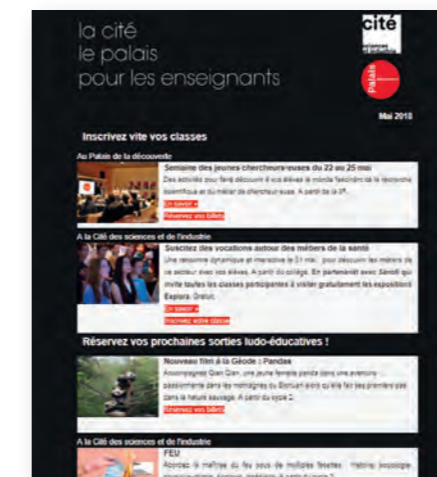 la cité
le palais
pour les enseignants
cité
sciences
et industrie
Palais
Mai 2018
Inscrivez vite vos classes
Au Palais de la découverte
Semaine des jeunes chercheurs-euses du 22 au 25 mai
Des activités pour faire découvrir à vos élèves le monde fascinant de la recherche
scientifique et du métier de chercheur-euse. A partir de la
En savoir +
Réservez vos billets
A la Cité des sciences et de l'industrie
Suscitez des vocations autour des métiers de la santé
Une rencontre dynamique et interactive le 31 mai, pour découvrir les métiers de
ce secteur avec vos élèves. A partir du collège. En partenariat avec Sanofi qui
invite toutes les classes participantes à visiter gratuitement les expositions
Explora. Gratuit.
En savoir +
Inscrivez votre classe
Réservez vos prochaines sorties ludo-éducatives !
Nouveau film à la Géode : Pandas
Accompagnez Qian Qian, une jeune femelle panda dans une aventure
passionnante dans les montagnes du Sichuan alors qu'elle fait ses premiers pas
dans la nature sauvage. A partir du cycle 2.
Réservez vos billets
A la Cité des sciences et de l'industrie
FEU
Abordez la maîtrise du feu sous de multiples facettes : histoire, sociologie,